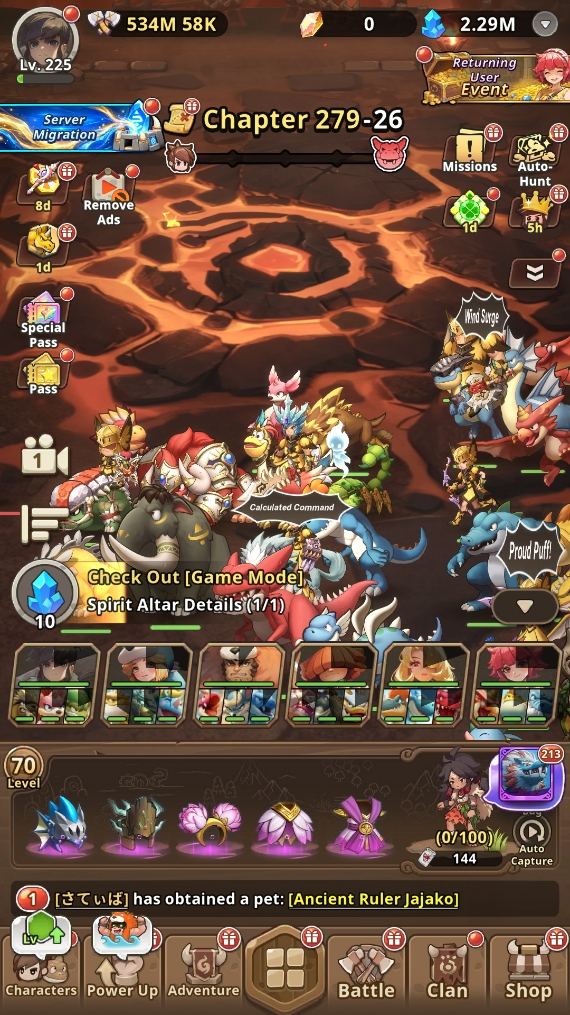 534M 58K
0
2.29M
Lv. 225
Returning
User
Event
Server
Migration
Chapter 279-26
Missions
Auto-
Hunt
8d
Remove
Ads
1d
5h
1d
Special
Pass
Pass
Wind Surge
1
Calculated Command
Proud Puff!
Check Out [Game Mode]
Spirit Altar Details (1/1)
10
70
Level
213
Bag
(0/100)
144
Auto
Capture
1
[さてぃば] has obtained a pet: [Ancient Ruler Jajako]
Lv
Characters
Power Up
Adventure
Battle
Clan
Shop